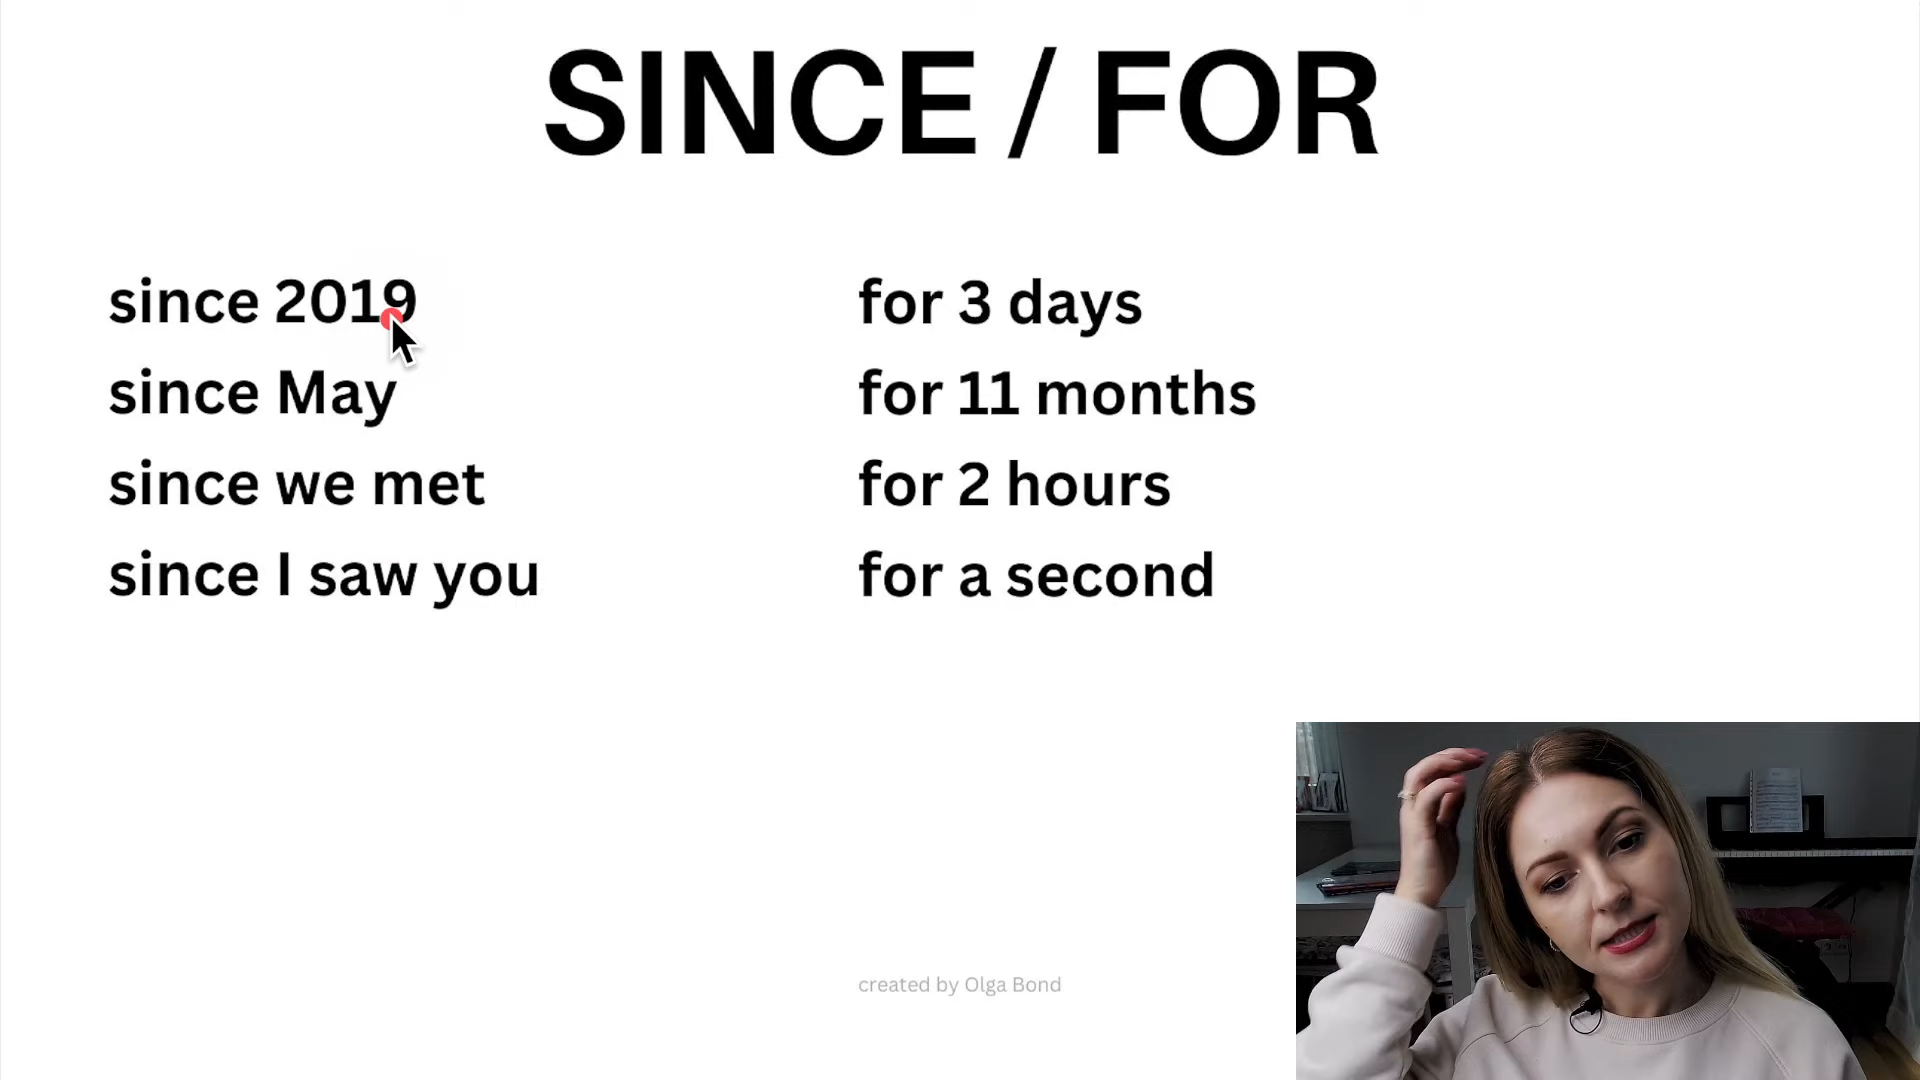 SINCE / FOR
since 2019
since May
since we met
since I saw you
for 3 days
for 11 months
for 2 hours
for a second
created by Olga Bond